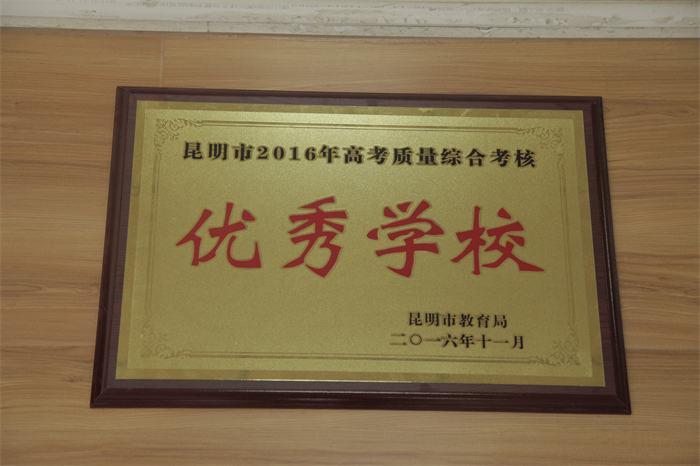 昆明市2016年高考质量综合考核
优秀学校
昆明市教育局
二〇一六年十一月